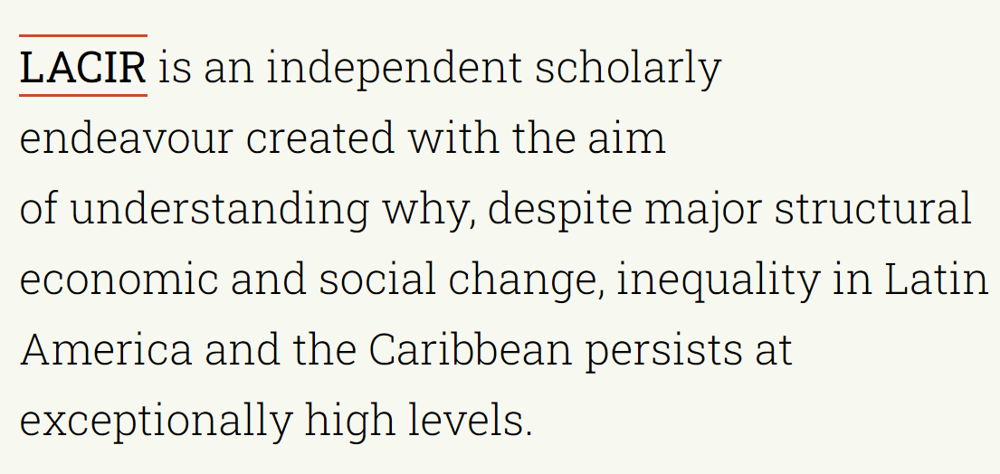 LACIR is an independent scholarly
endeavour created with the aim
of understanding why, despite major structural
economic and social change, inequality in Latin
America and the Caribbean persists at
exceptionally high levels.